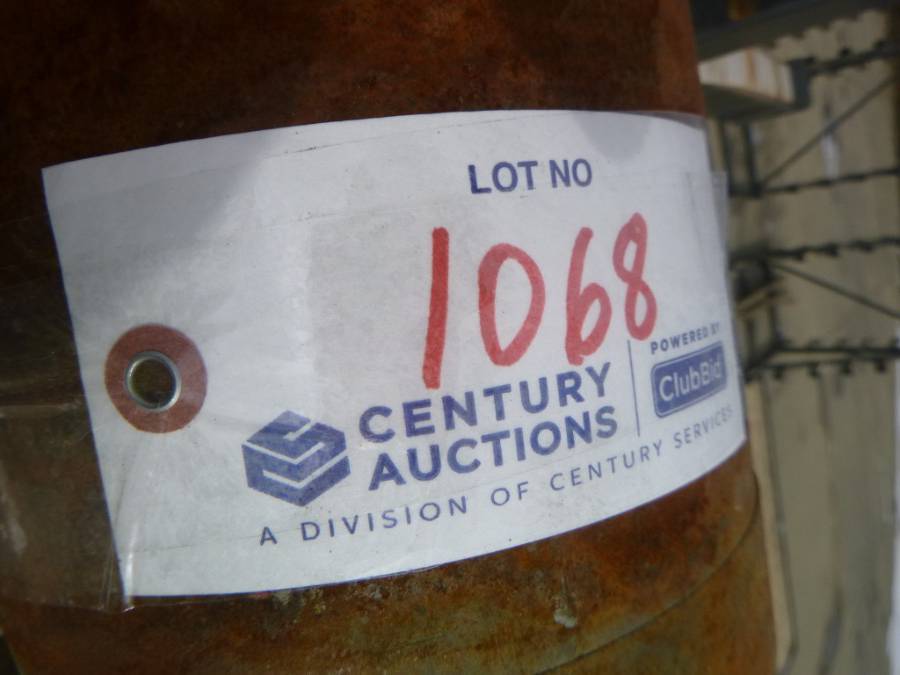 LOT NO
1068
CENTURY AUCTIONS
POWERED BY
ClubBid
A DIVISION OF CENTURY SERVICES